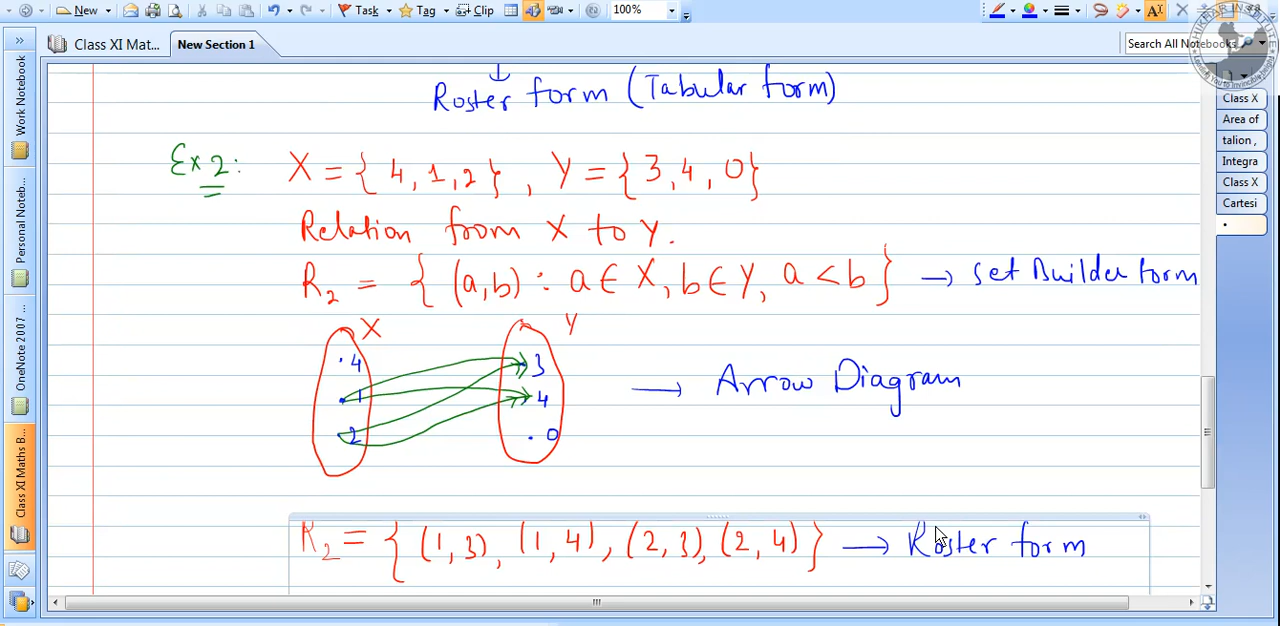 New Task Tag Clip 100%
Class XI Mat... New Section 1 Search All Notebooks
Work Notebook
Personal Noteb...
OneNote 2007 ...
Class XI Maths B...
Class X
Area of
talion ,
Integra
Class X
Cartesi
Roster form (Tabular form)
Ex 2: X = { 4, 1, 2 } , Y = { 3, 4, 0 }
Relation from X to Y.
R₂ = { (a,b) : a ∈ X, b ∈ Y, a < b } → Set Builder form
X Y
4 3
1 4 → Arrow Diagram
2 0
R₂ = { (1, 3), (1, 4), (2, 3), (2, 4) } → Roster form